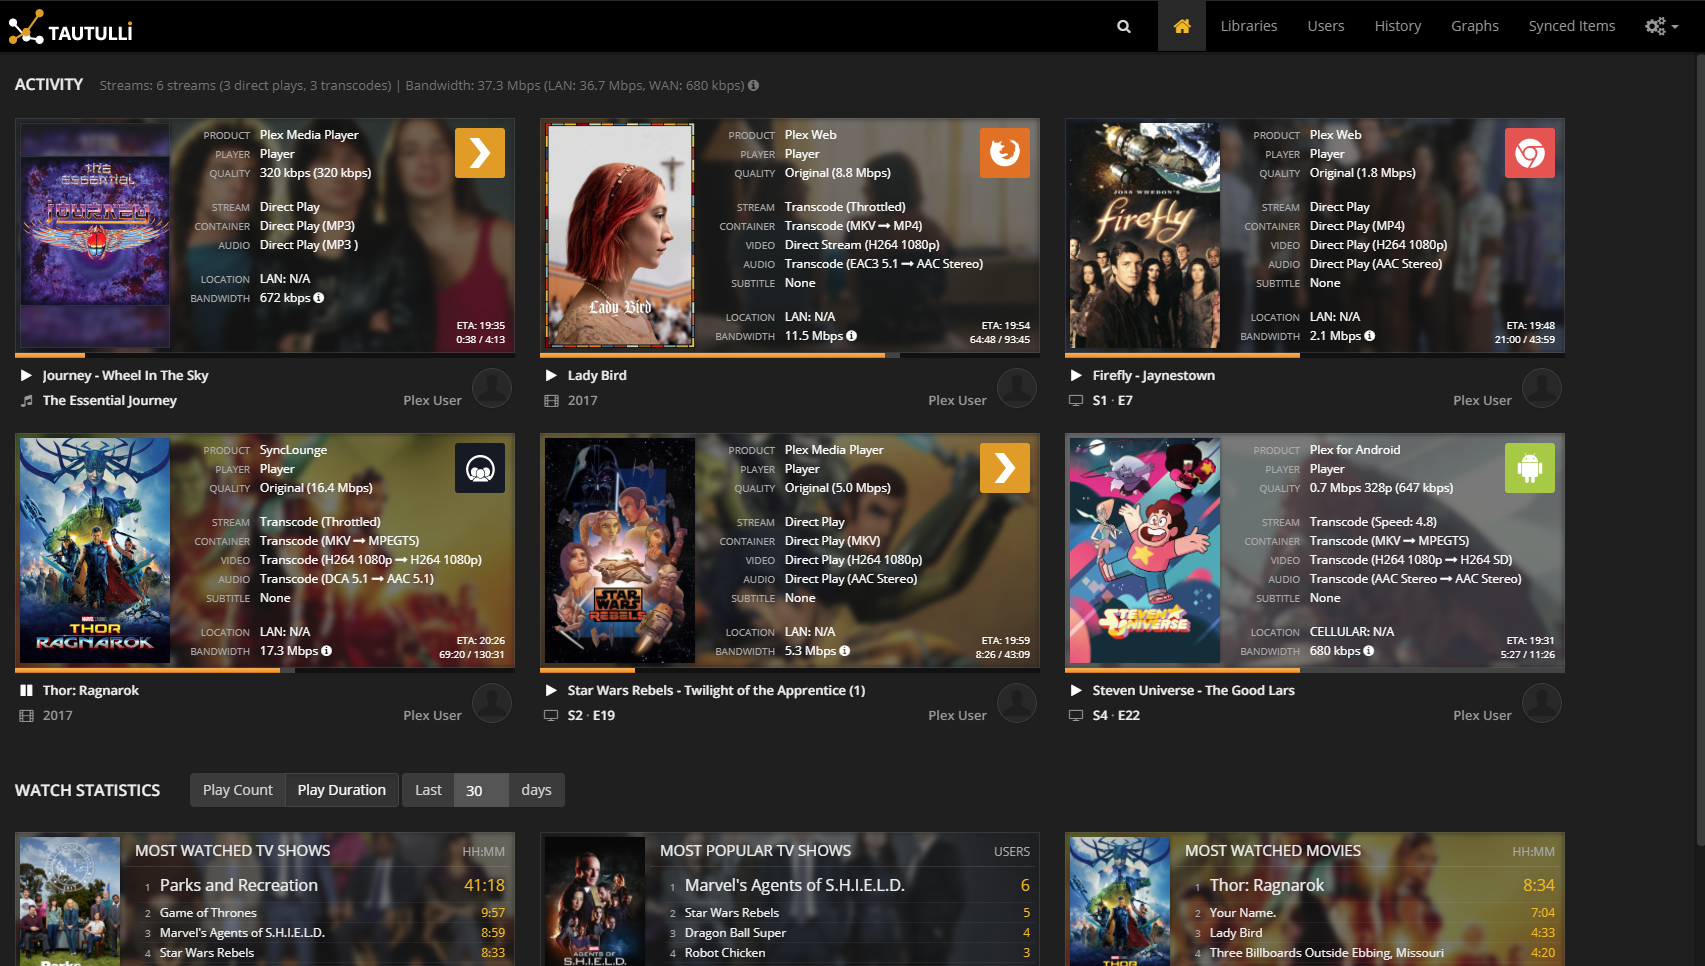 TAUTULLI
Libraries
Users
History
Graphs
Synced Items
ACTIVITY
Streams: 6 streams (3 direct plays, 3 transcodes) | Bandwidth: 37.3 Mbps (LAN: 36.7 Mbps, WAN: 680 kbps)
THE ESSENTIAL
JOURNEY
PRODUCT Plex Media Player
PLAYER Player
QUALITY 320 kbps (320 kbps)
STREAM Direct Play
CONTAINER Direct Play (MP3)
AUDIO Direct Play (MP3 )
LOCATION LAN: N/A
BANDWIDTH 672 kbps
ETA: 19:35
0:38 / 4:13
Journey - Wheel In The Sky
The Essential Journey
Plex User
Lady Bird
PRODUCT Plex Web
PLAYER Player
QUALITY Original (8.8 Mbps)
STREAM Transcode (Throttled)
CONTAINER Transcode (MKV → MP4)
VIDEO Direct Stream (H264 1080p)
AUDIO Transcode (EAC3 5.1 → AAC Stereo)
SUBTITLE None
LOCATION LAN: N/A
BANDWIDTH 11.5 Mbps
ETA: 19:54
64:48 / 93:45
Lady Bird
2017
Plex User
JOSS WHEDON'S
firefly
PRODUCT Plex Web
PLAYER Player
QUALITY Original (1.8 Mbps)
STREAM Direct Play
CONTAINER Direct Play (MP4)
VIDEO Direct Play (H264 1080p)
AUDIO Direct Play (AAC Stereo)
SUBTITLE None
LOCATION LAN: N/A
BANDWIDTH 2.1 Mbps
ETA: 19:48
21:00 / 43:59
Firefly - Jaynestown
S1 · E7
Plex User
MARVEL STUDIOS
THOR
RAGNAROK
PRODUCT SyncLounge
PLAYER Player
QUALITY Original (16.4 Mbps)
STREAM Transcode (Throttled)
CONTAINER Transcode (MKV → MPEGTS)
VIDEO Transcode (H264 1080p → H264 1080p)
AUDIO Transcode (DCA 5.1 → AAC 5.1)
SUBTITLE None
LOCATION LAN: N/A
BANDWIDTH 17.3 Mbps
ETA: 20:26
69:20 / 130:31
Thor: Ragnarok
2017
Plex User
STAR WARS
REBELS
PRODUCT Plex Media Player
PLAYER Player
QUALITY Original (5.0 Mbps)
STREAM Direct Play
CONTAINER Direct Play (MKV)
VIDEO Direct Play (H264 1080p)
AUDIO Direct Play (AAC Stereo)
SUBTITLE None
LOCATION LAN: N/A
BANDWIDTH 5.3 Mbps
ETA: 19:59
8:26 / 43:09
Star Wars Rebels - Twilight of the Apprentice (1)
S2 · E19
Plex User
STEVEN
UNIVERSE
PRODUCT Plex for Android
PLAYER Player
QUALITY 0.7 Mbps 328p (647 kbps)
STREAM Transcode (Speed: 4.8)
CONTAINER Transcode (MKV → MPEGTS)
VIDEO Transcode (H264 1080p → H264 SD)
AUDIO Transcode (AAC Stereo → AAC Stereo)
SUBTITLE None
LOCATION CELLULAR: N/A
BANDWIDTH 680 kbps
ETA: 19:31
5:27 / 11:26
Steven Universe - The Good Lars
S4 · E22
Plex User
WATCH STATISTICS
Play Count
Play Duration
Last 30 days
Parks
MOST WATCHED TV SHOWS HH:MM
1 Parks and Recreation 41:18
2 Game of Thrones 9:57
3 Marvel's Agents of S.H.I.E.L.D. 8:59
4 Star Wars Rebels 8:33
MARVEL
AGENTS OF
S.H.I.E.L.D.
MOST POPULAR TV SHOWS USERS
1 Marvel's Agents of S.H.I.E.L.D. 6
2 Star Wars Rebels 5
3 Dragon Ball Super 4
4 Robot Chicken 3
THOR
MOST WATCHED MOVIES HH:MM
1 Thor: Ragnarok 8:34
2 Your Name. 7:04
3 Lady Bird 4:33
4 Three Billboards Outside Ebbing, Missouri 4:20